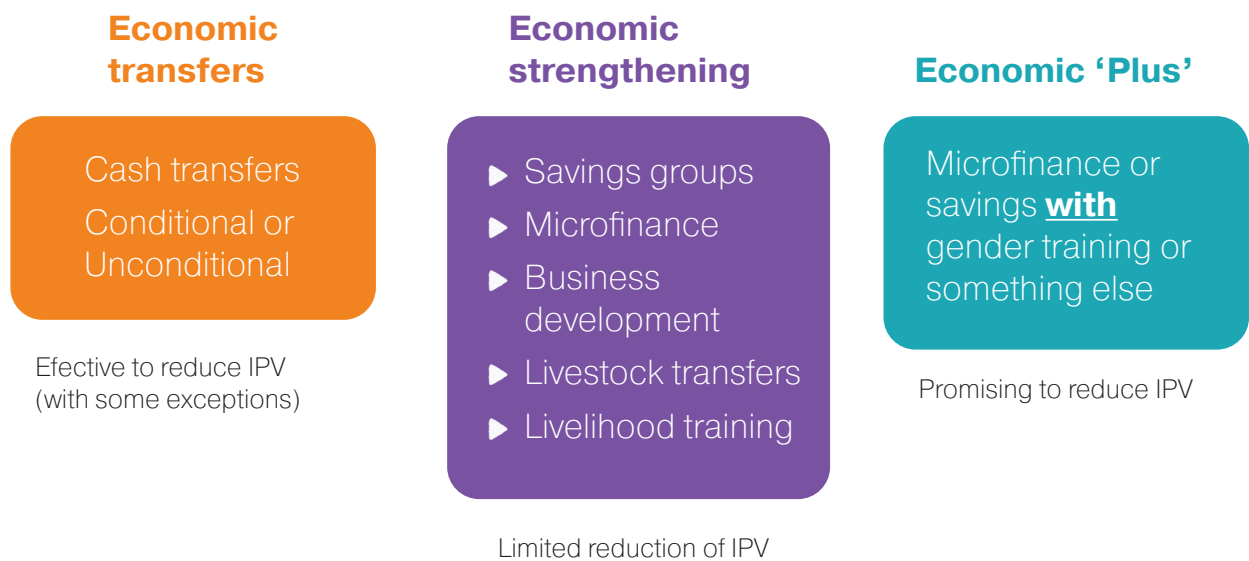 Economic
transfers
Cash transfers
Conditional or
Unconditional
Efective to reduce IPV
(with some exceptions)
Economic
strengthening
Savings groups
Microfinance
Business
development
Livestock transfers
Livelihood training
Limited reduction of IPV
Economic ‘Plus’
Microfinance or
savings with
gender training or
something else
Promising to reduce IPV